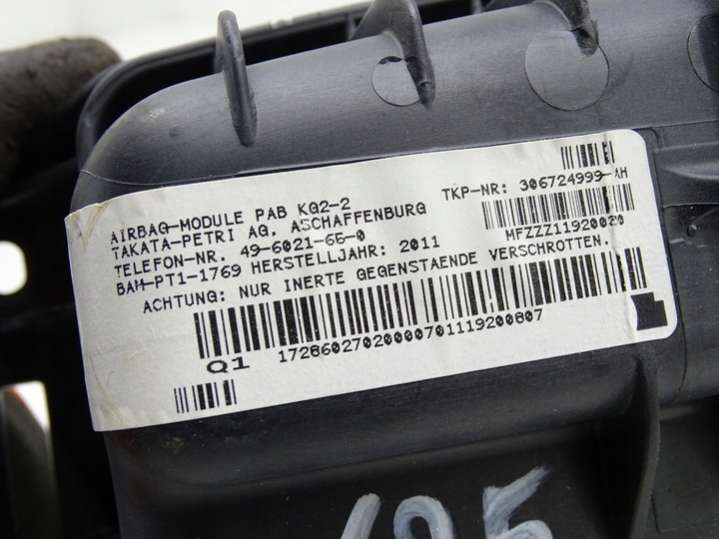 AIRBAG-MODULE PAB KG2-2
TAKATA-PETRI AG, ASCHAFFENBURG
TELEFON-NR. 49-6021-65-0
BAM-PT1-1769 HERSTELLJAHR: 2011
ACHTUNG: NUR INERTE GEGENSTAENDE VERSCHROTTEN.
TKP-NR: 306724999-AH
MFZZZ11920020
Q1
17286027020000701119200807